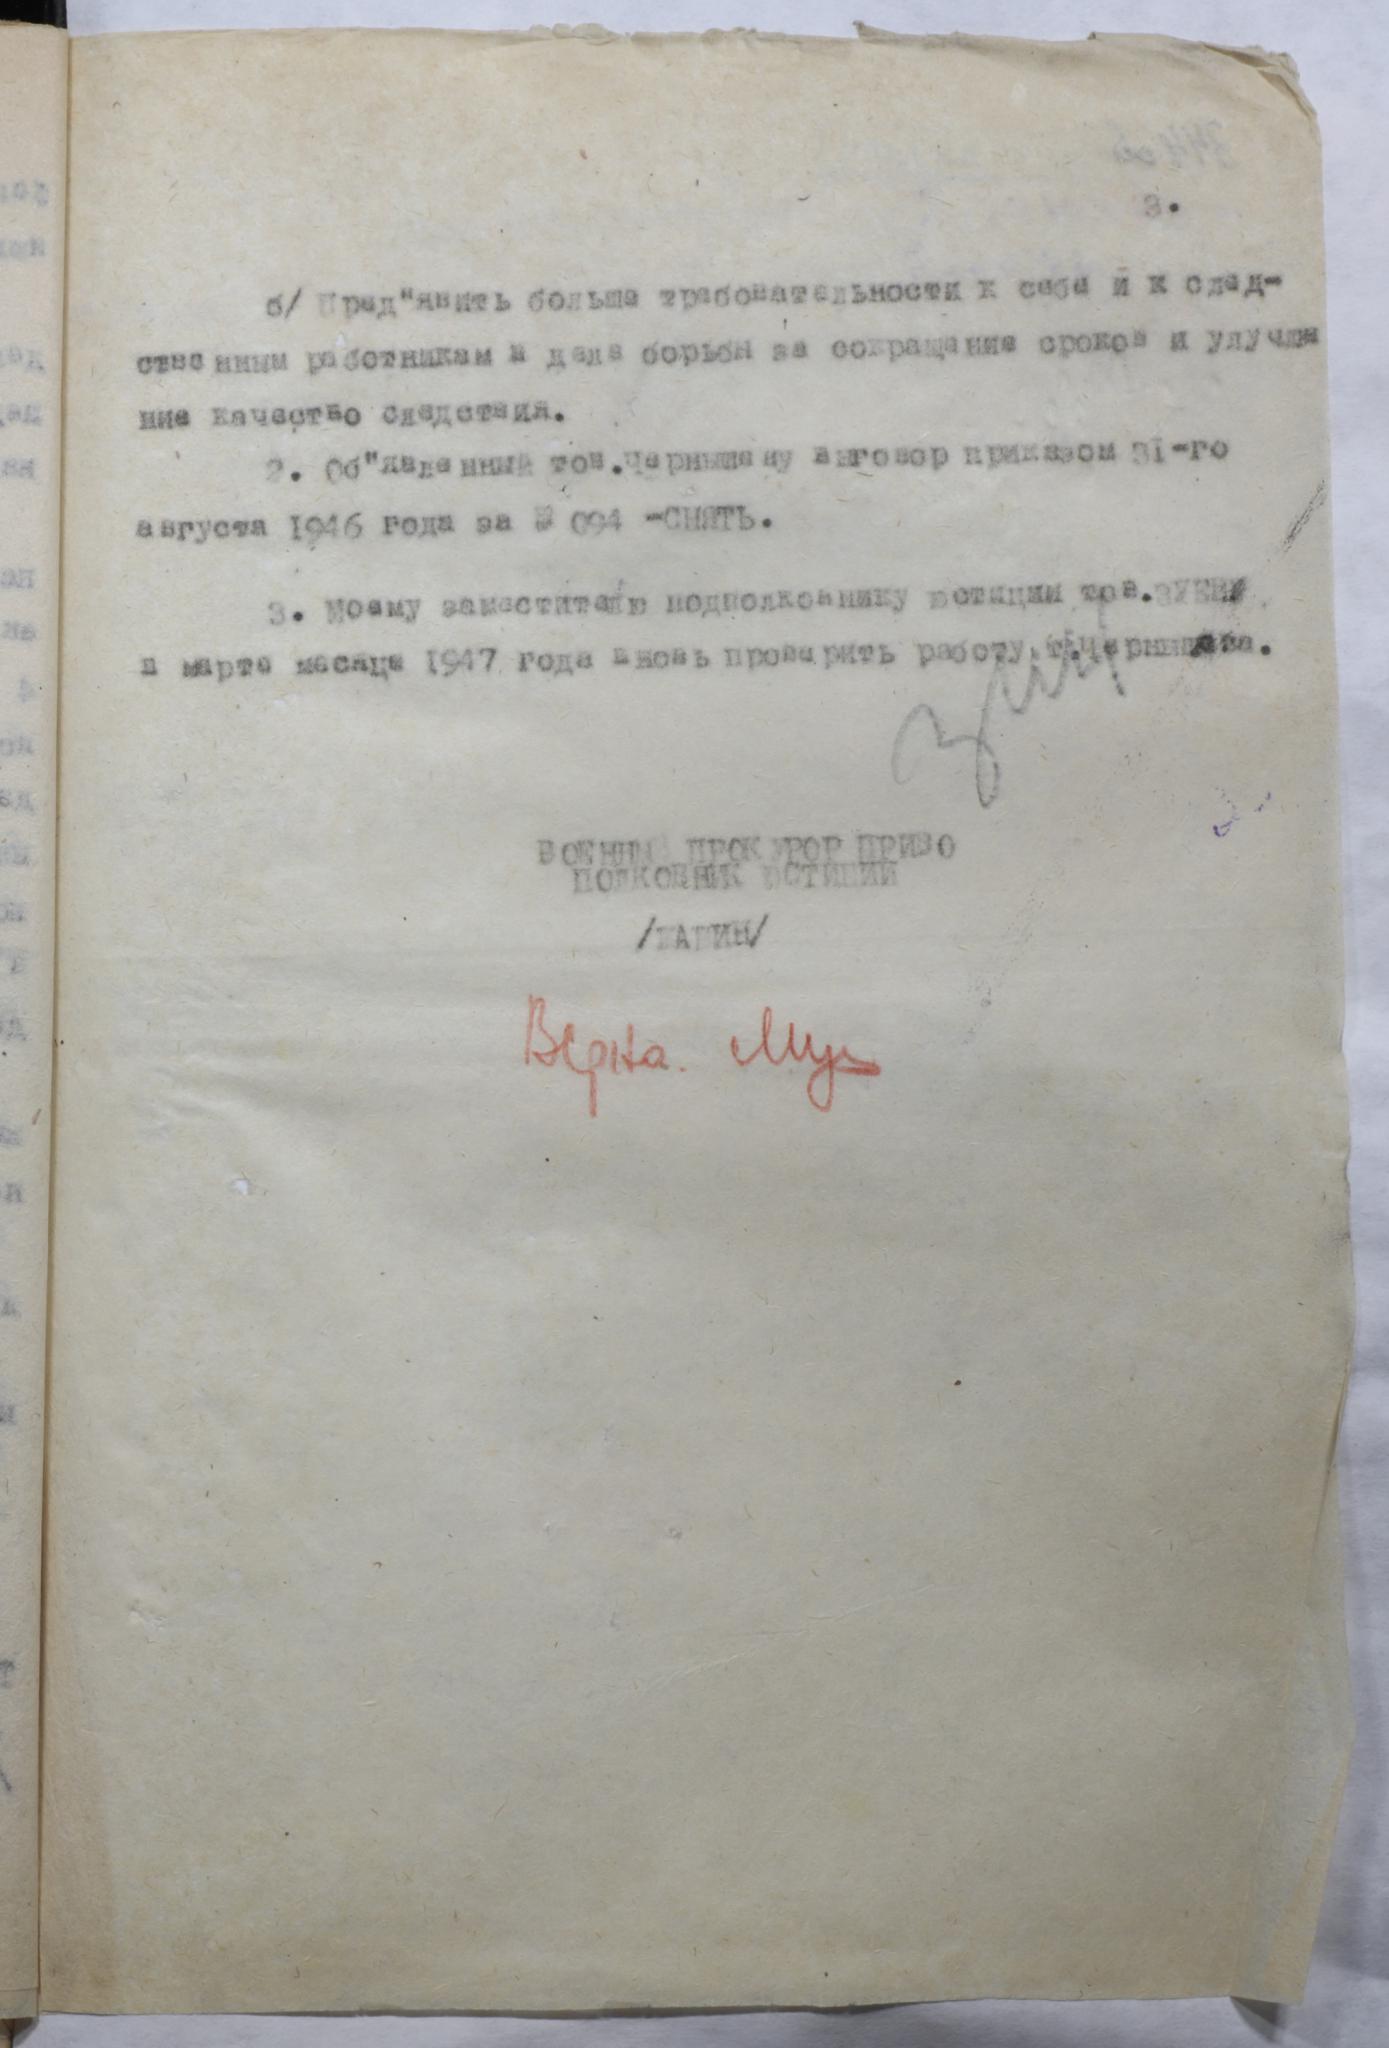 3.
б/ Пред"явить больше требовательности к себе и к след-
ственным работникам в деле борьбы за сокращение сроков и улучше
ние качество следствия.
2. Об"явленный тов.Чернышеву выговор приказом 31-го
августа 1946 года за № 094 -СНЯТЬ.
3. Моему заместителю подполковнику юстиции тов.ЗУЕВУ
в марте месяце 1947 года вновь проверить работу т.Чернышева.
ВОЕННЫЙ ПРОКУРОР ПРИВО
ПОЛКОВНИК ЮСТИЦИИ
Верна.